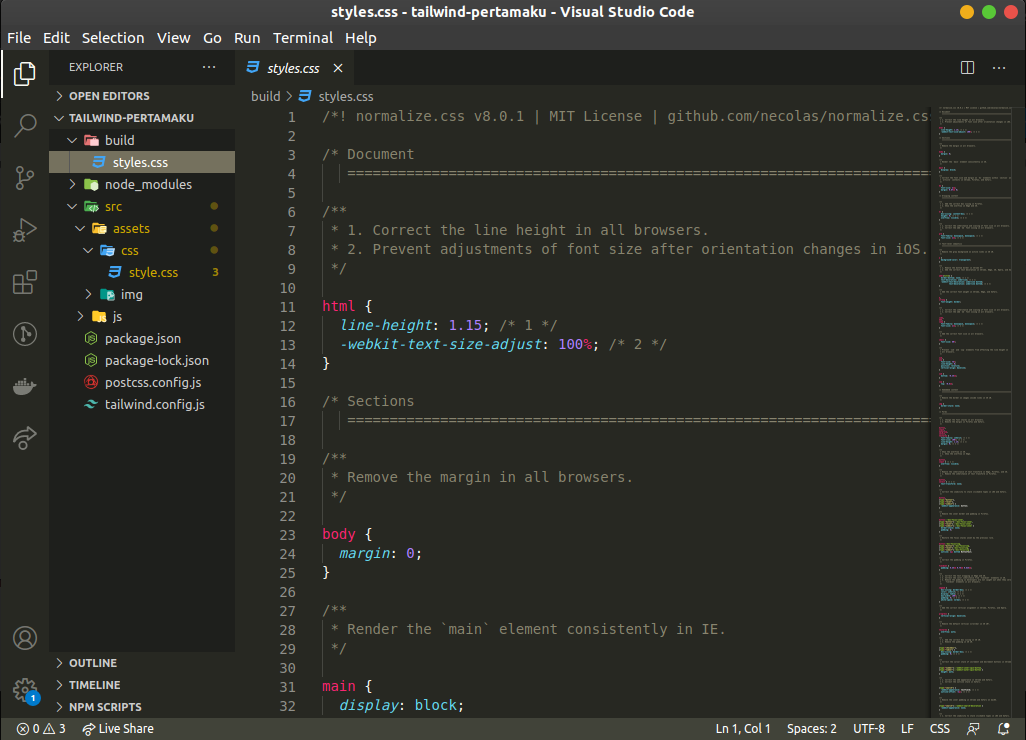 styles.css - tailwind-pertamaku - Visual Studio Code
File Edit Selection View Go Run Terminal Help
EXPLORER
OPEN EDITORS
TAILWIND-PERTAMAKU
build
styles.css
node_modules
src
assets
css
style.css 3
img
js
package.json
package-lock.json
postcss.config.js
tailwind.config.js
OUTLINE
TIMELINE
NPM SCRIPTS
1
styles.css
build > styles.css
1 /*! normalize.css v8.0.1 | MIT License | github.com/necolas/normalize.cs
2
3 /* Document
4 ======================================================================
5
6 /**
7 * 1. Correct the line height in all browsers.
8 * 2. Prevent adjustments of font size after orientation changes in iOS.
9 */
10
11 html {
12 line-height: 1.15; /* 1 */
13 -webkit-text-size-adjust: 100%; /* 2 */
14 }
15
16 /* Sections
17 ======================================================================
18
19 /**
20 * Remove the margin in all browsers.
21 */
22
23 body {
24 margin: 0;
25 }
26
27 /**
28 * Render the `main` element consistently in IE.
29 */
30
31 main {
32 display: block;
0 3 Live Share Ln 1, Col 1 Spaces: 2 UTF-8 LF CSS